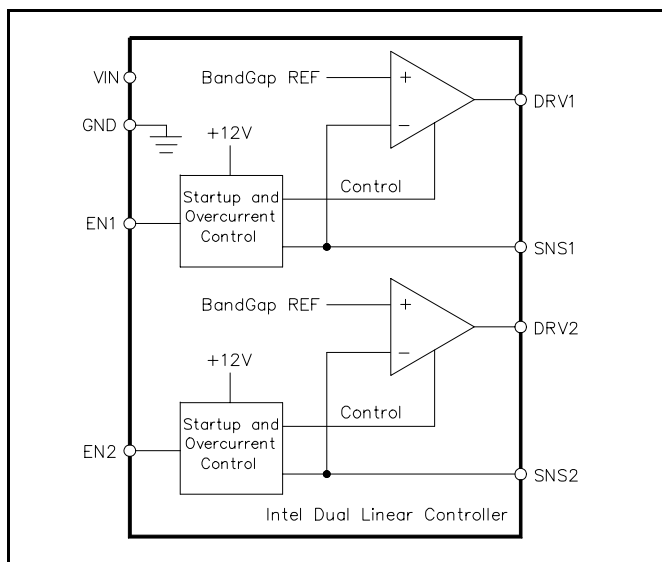 VIN
BandGap REF
+
DRV1
GND
+12V
−
Control
Startup and
Overcurrent
Control
EN1
SNS1
BandGap REF
+
DRV2
+12V
−
Control
Startup and
Overcurrent
Control
EN2
SNS2
Intel Dual Linear Controller